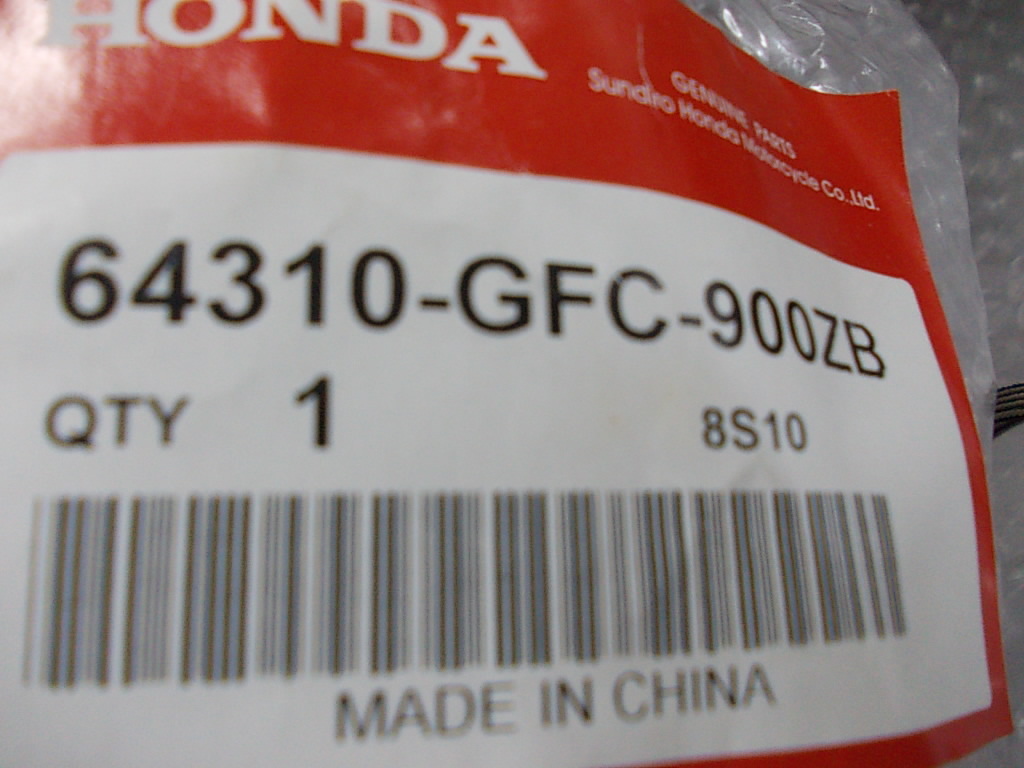 HONDA
GENUINE PARTS
Sundiro Honda Motorcycle Co.,Ltd.
64310-GFC-900ZB
QTY 1 8S10
MADE IN CHINA